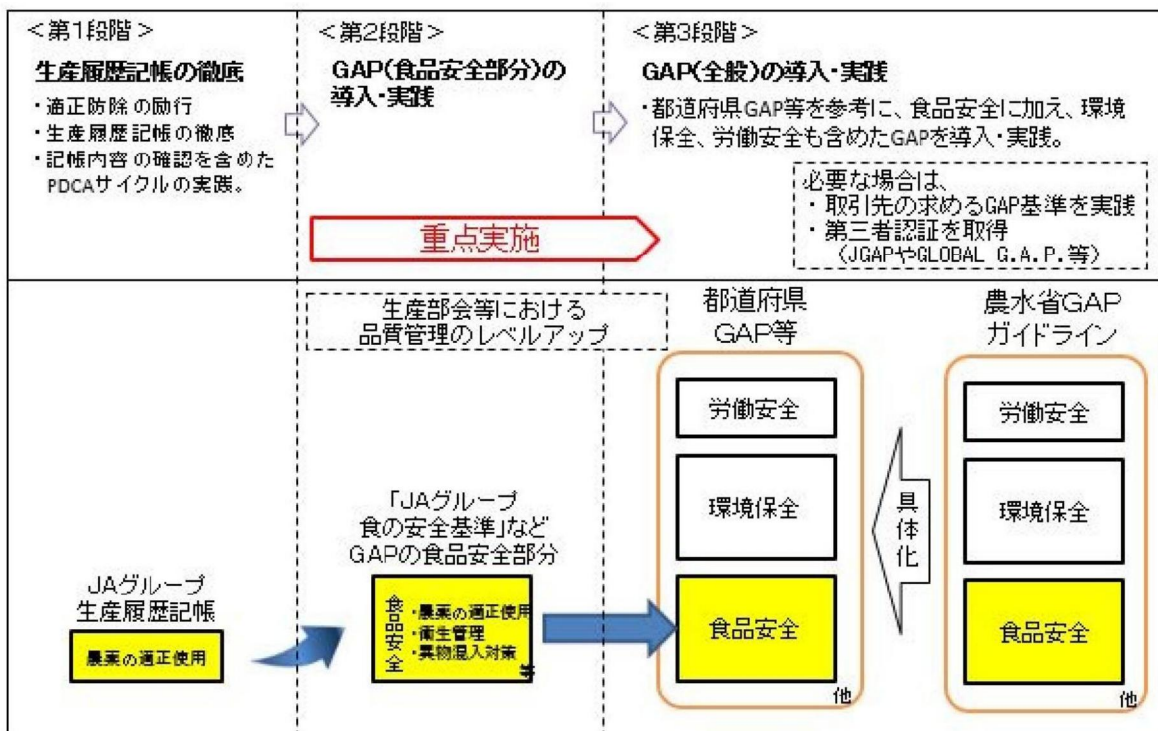 ＜第1段階＞
生産履歴記帳の徹底
・適正防除の励行
・生産履歴記帳の徹底
・記帳内容の確認を含めた
PDCAサイクルの実践。
＜第2段階＞
GAP(食品安全部分)の
導入・実践
＜第3段階＞
GAP(全般)の導入・実践
・都道府県GAP等を参考に、食品安全に加え、環境
保全、労働安全も含めたGAPを導入・実践。
必要な場合は、
・取引先の求めるGAP基準を実践
・第三者認証を取得
（JGAPやGLOBAL G.A.P.等）
重点実施
生産部会等における
品質管理のレベルアップ
JAグループ
生産履歴記帳
農薬の適正使用
「JAグループ
食の安全基準」など
GAPの食品安全部分
食品安全
・農薬の適正使用
・衛生管理
・異物混入対策
等
都道府県
GAP等
労働安全
環境保全
食品安全
他
具体化
農水省GAP
ガイドライン
労働安全
環境保全
食品安全
他